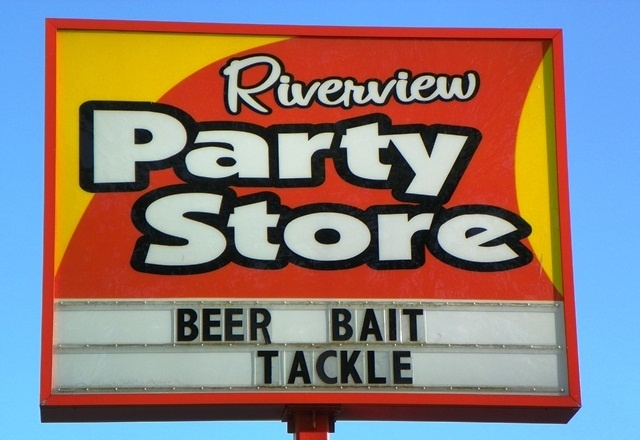 Riverview
Party
Store
BEER BAIT
TACKLE